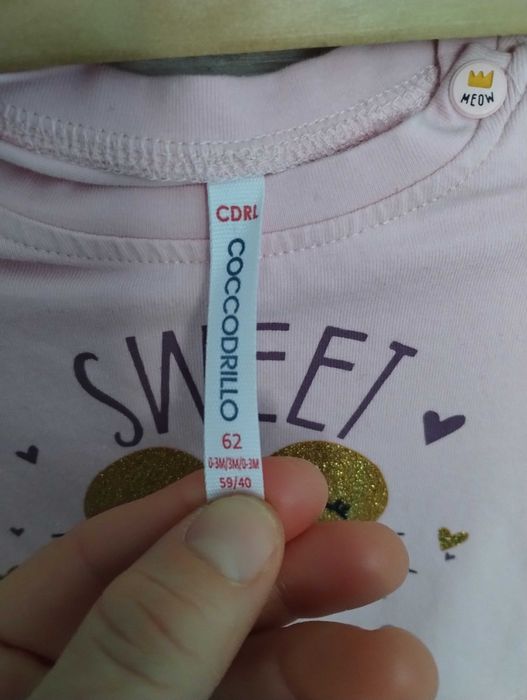 MEOW
CDRL
COCCODRILLO
62
0-3M/3M/0-3M
59/40
SWEET